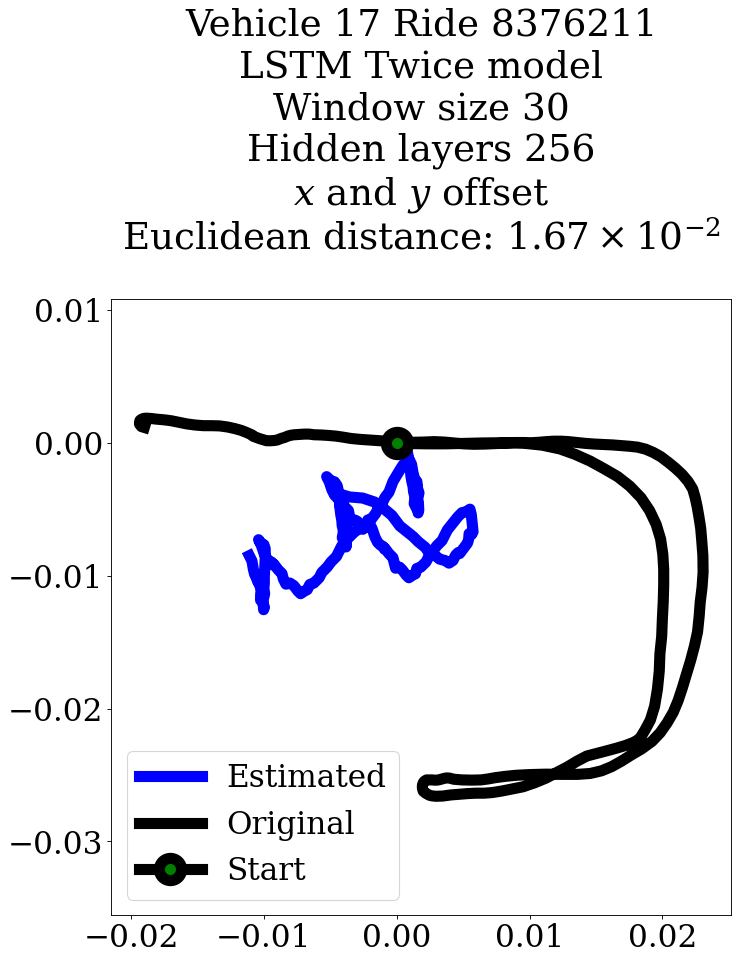 Vehicle 17 Ride 8376211
LSTM Twice model
Window size 30
Hidden layers 256
x and y offset
Euclidean distance: 1.67 × 10⁻²
0.01
0.00
−0.01
−0.02
−0.03
Estimated
Original
Start
−0.02 −0.01 0.00 0.01 0.02